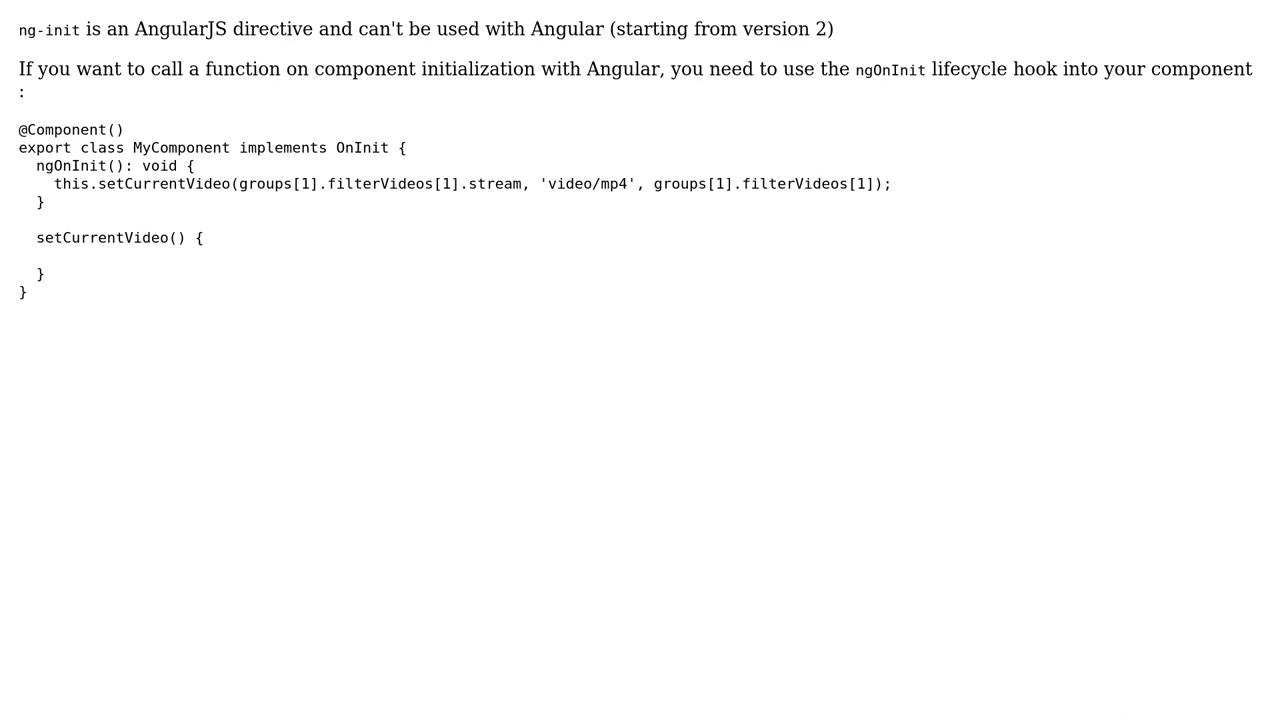 ng-init is an AngularJS directive and can't be used with Angular (starting from version 2)
If you want to call a function on component initialization with Angular, you need to use the ngOnInit lifecycle hook into your component
:
@Component()
export class MyComponent implements OnInit {
  ngOnInit(): void {
    this.setCurrentVideo(groups[1].filterVideos[1].stream, 'video/mp4', groups[1].filterVideos[1]);
  }

  setCurrentVideo() {

  }
}